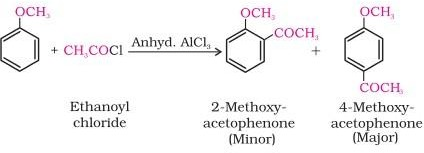 OCH₃ OCH₃ OCH₃
+ CH₃COCl Anhyd. AlCl₃ COCH₃ +
COCH₃
Ethanoyl 2-Methoxy- 4-Methoxy-
chloride acetophenone acetophenone
(Minor) (Major)